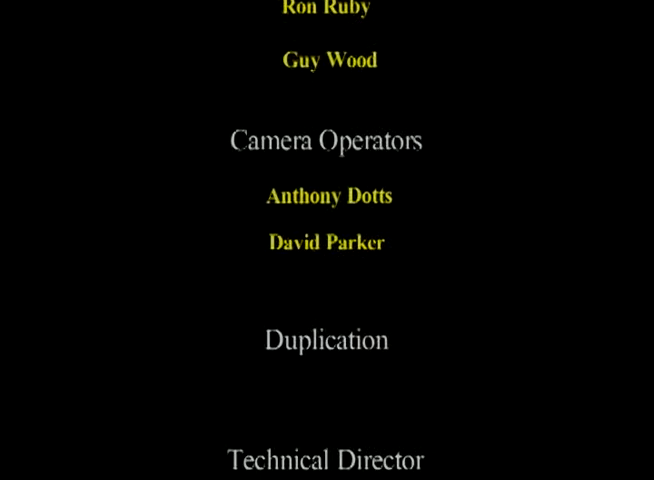 Ron Ruby
Guy Wood
Camera Operators
Anthony Dotts
David Parker
Duplication
Technical Director